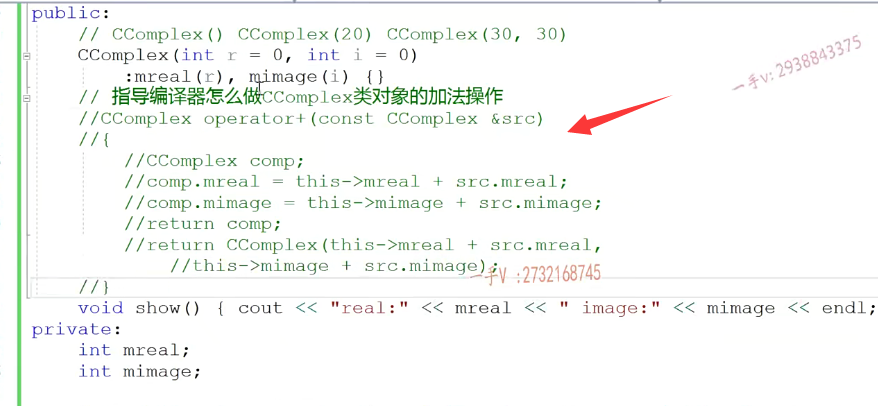 public:
// CComplex() CComplex(20) CComplex(30, 30)
CComplex(int r = 0, int i = 0)
:mreal(r), mimage(i) {}
// 指导编译器怎么做CComplex类对象的加法操作
//CComplex operator+(const CComplex &src)
//{
//CComplex comp;
//comp.mreal = this->mreal + src.mreal;
//comp.mimage = this->mimage + src.mimage;
//return comp;
//return CComplex(this->mreal + src.mreal,
//this->mimage + src.mimage);
//}
void show() { cout << "real:" << mreal << " image:" << mimage << endl;
private:
int mreal;
int mimage;
一手v:2938843375
一手V :2732168745